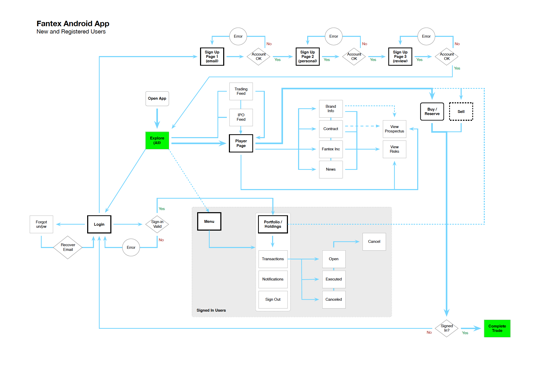 Fantex Android App
New and Registered Users
Error
Error
Error
No
No
No
Sign Up
Page 1
(email)
Account
OK
Sign Up
Page 2
(personal)
Account
OK
Sign Up
Page 3
(review)
Account
OK
Yes
Yes
Yes
Open App
Trading
Feed
IPO
Feed
Brand
Info
Contract
Fantex Inc
News
View
Prospectus
View
Risks
Buy /
Reserve
Sell
Explore
Player
Page
Yes
Forgot
un/pw
Login
Sign-in
Valid
No
Recover
Email
Error
Menu
Portfolio /
Holdings
Cancel
Transactions
Open
Notifications
Executed
Sign Out
Canceled
Signed In Users
Signed
In?
No
Yes
Complete
Trade